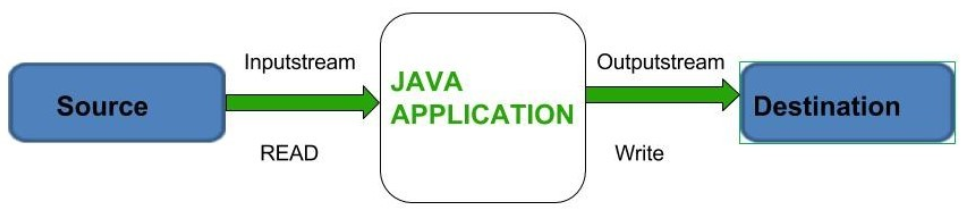 Source
Inputstream
READ
JAVA
APPLICATION
Outputstream
Write
Destination